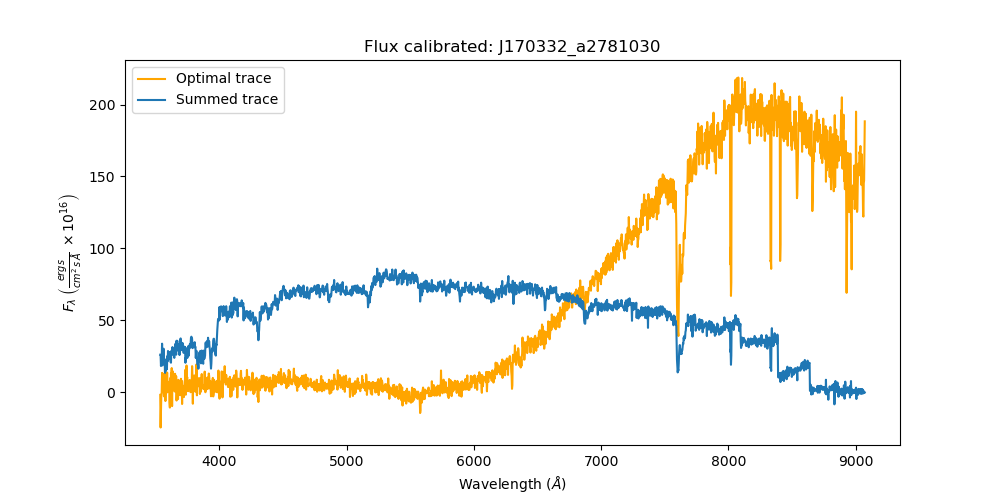 Flux calibrated: J170332_a2781030
Optimal trace
Summed trace
200
150
100
50
0
F_λ (ergs / cm² s Å × 10¹⁶)
4000 5000 6000 7000 8000 9000
Wavelength (Å)